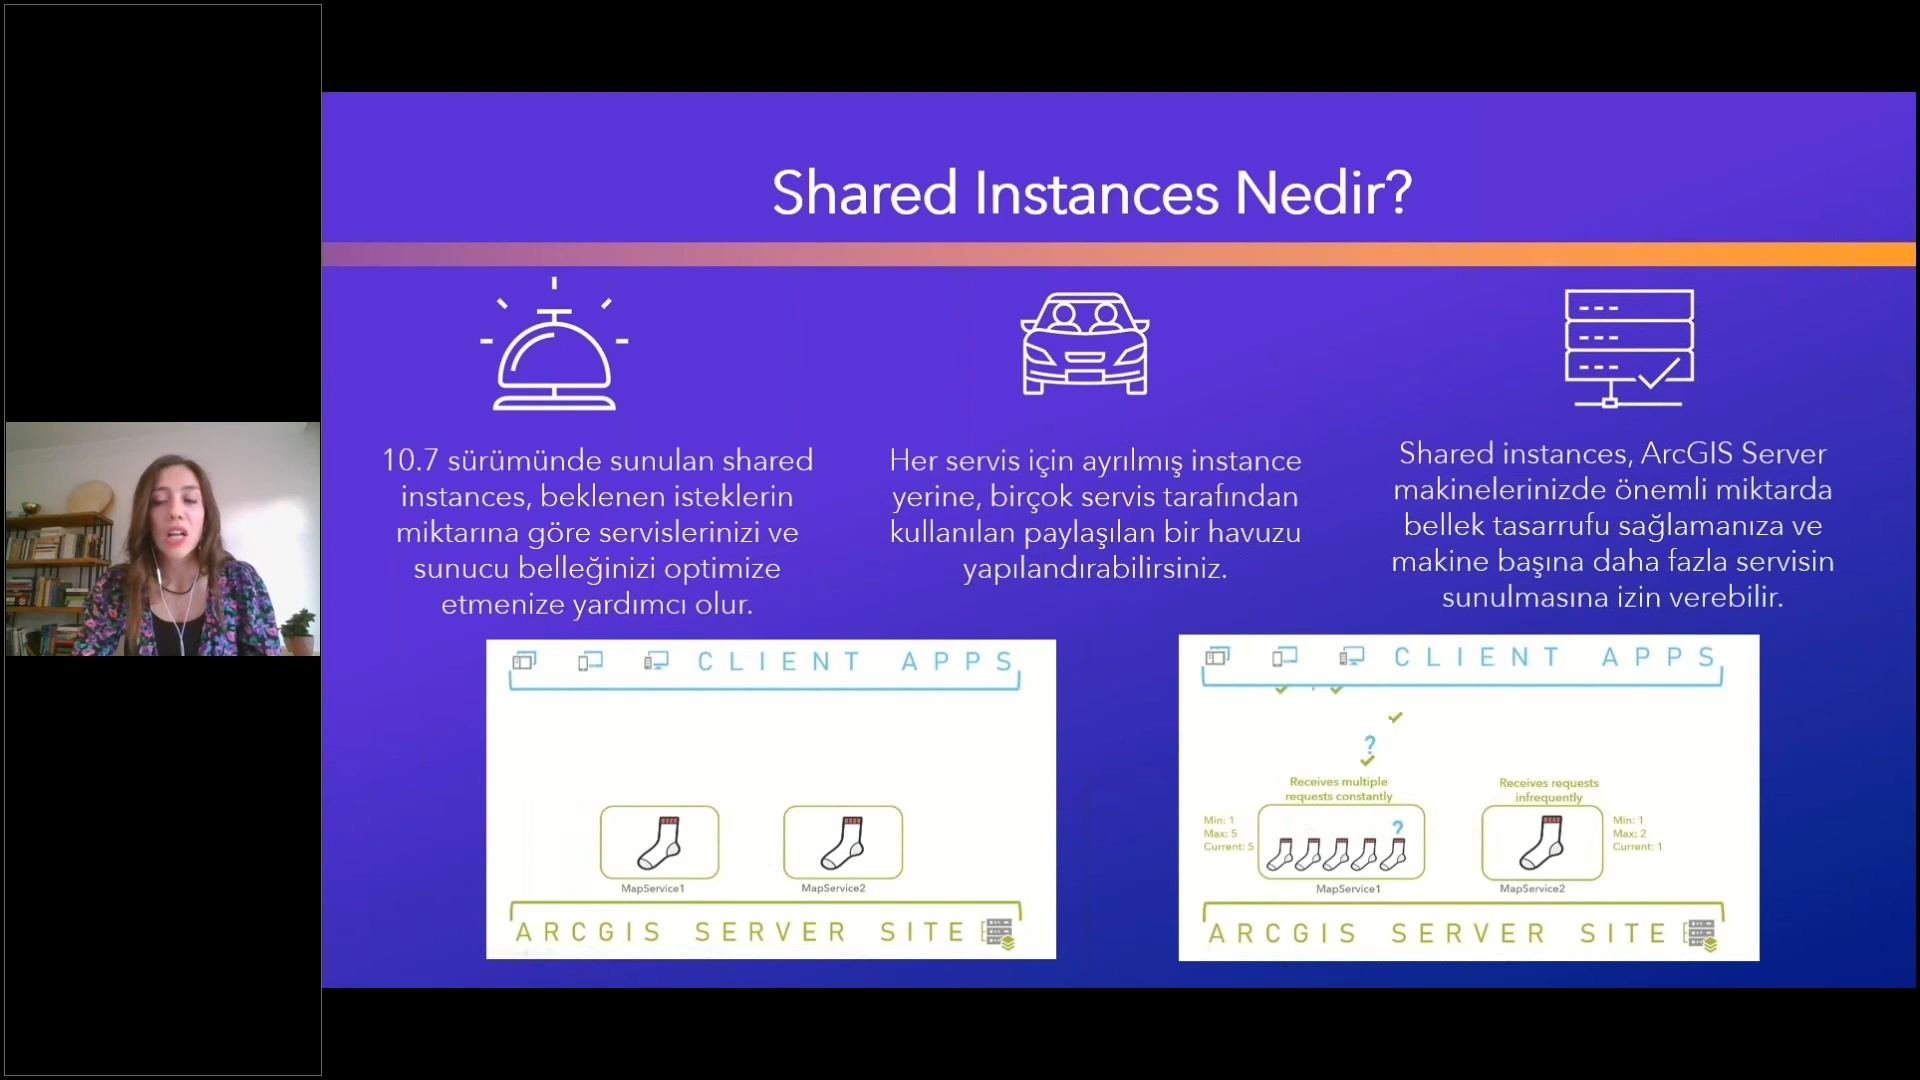 Shared Instances Nedir?
10.7 sürümünde sunulan shared
instances, beklenen isteklerin
miktarına göre servislerinizi ve
sunucu belleğinizi optimize
etmenize yardımcı olur.
Her servis için ayrılmış instance
yerine, birçok servis tarafından
kullanılan paylaşılan bir havuzu
yapılandırabilirsiniz.
Shared instances, ArcGIS Server
makinelerinizde önemli miktarda
bellek tasarrufu sağlamanıza ve
makine başına daha fazla servisin
sunulmasına izin verebilir.
CLIENT APPS
MapService1
MapService2
ARCGIS SERVER SITE
CLIENT APPS
?
Receives multiple
requests constantly
Min: 1
Max: 5
Current: 5
?
MapService1
Receives requests
infrequently
Min: 1
Max: 2
Current: 1
MapService2
ARCGIS SERVER SITE